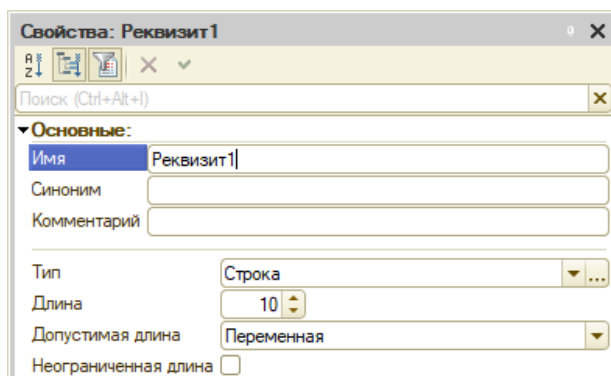 Свойства: Реквизит1
Поиск (Ctrl+Alt+I)
Основные:
Имя Реквизит1
Синоним
Комментарий
Тип Строка ...
Длина 10
Допустимая длина Переменная
Неограниченная длина